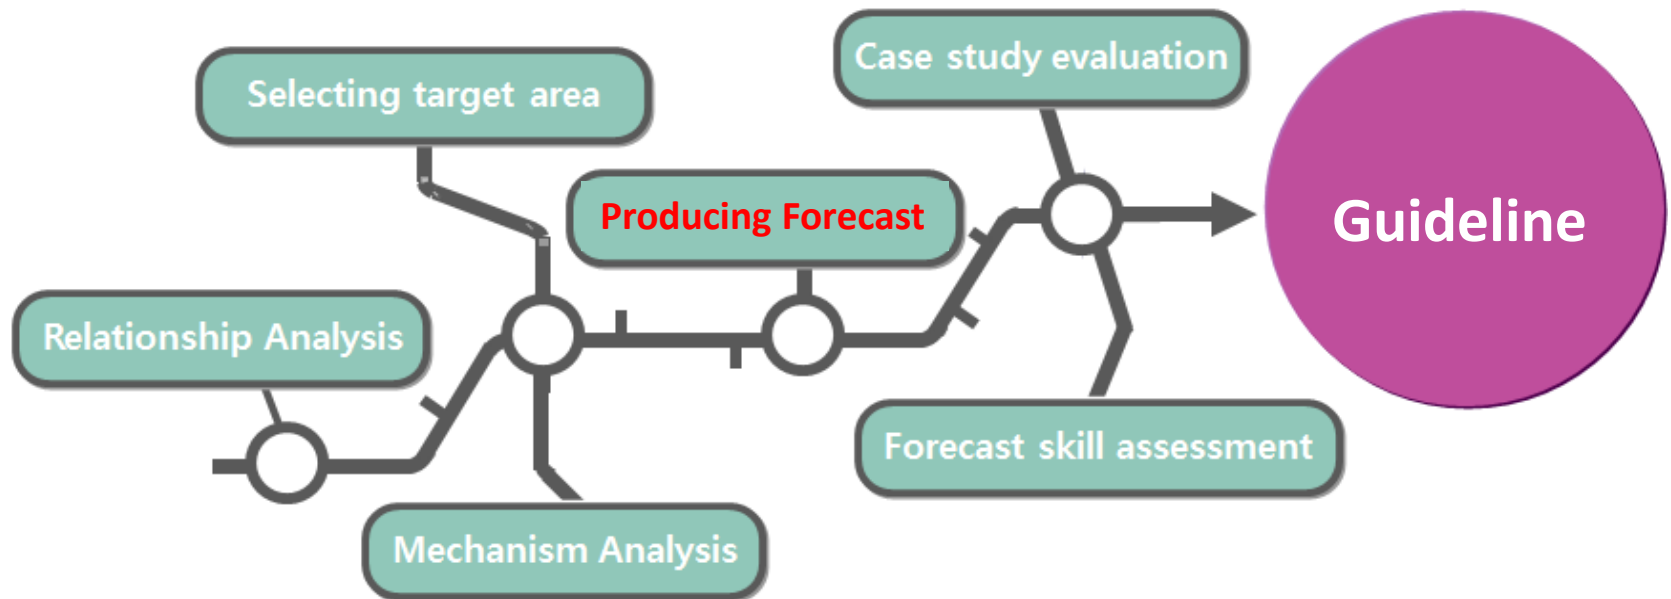 Case study evaluation
Selecting target area
Producing Forecast
Guideline
Relationship Analysis
Forecast skill assessment
Mechanism Analysis